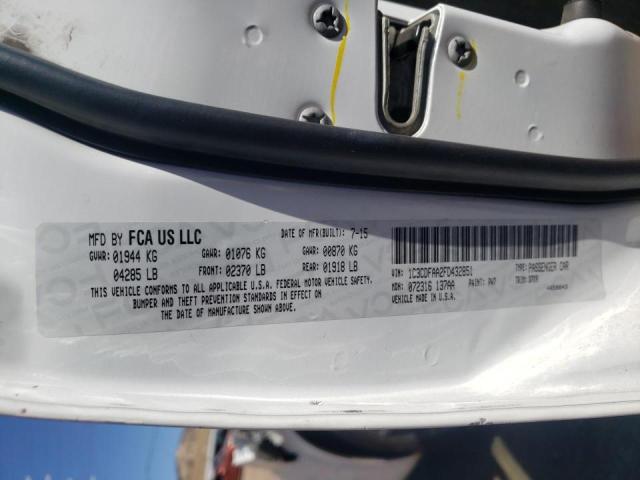 MFD BY FCA US LLC DATE OF MFR(BUILT): 7-15
GVWR: 01944 KG GAWR: 01076 KG GAWR: 00870 KG
04285 LB FRONT: 02370 LB REAR: 01918 LB
THIS VEHICLE CONFORMS TO ALL APPLICABLE U.S.A. FEDERAL MOTOR VEHICLE SAFETY,
BUMPER AND THEFT PREVENTION STANDARDS IN EFFECT ON
THE DATE OF MANUFACTURE SHOWN ABOVE.
VIN: 1C3CDFAA2FD432851 TYPE: PASSENGER CAR
MDH: 072316 137AA PAINT: PW7
VEHICLE MADE IN U.S.A.